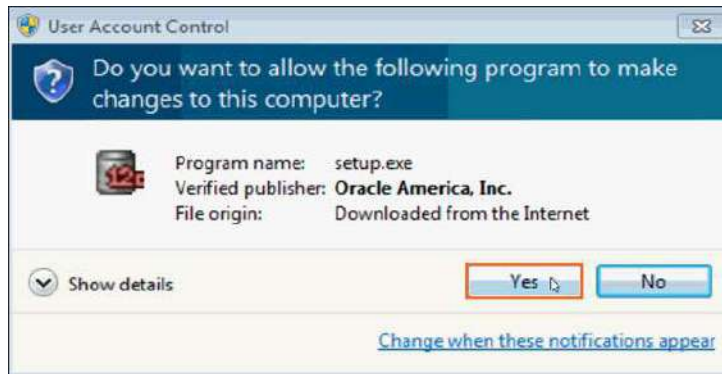 User Account Control
Do you want to allow the following program to make
changes to this computer?
12c
Program name: setup.exe
Verified publisher: Oracle America, Inc.
File origin: Downloaded from the Internet
Show details
Yes
No
Change when these notifications appear